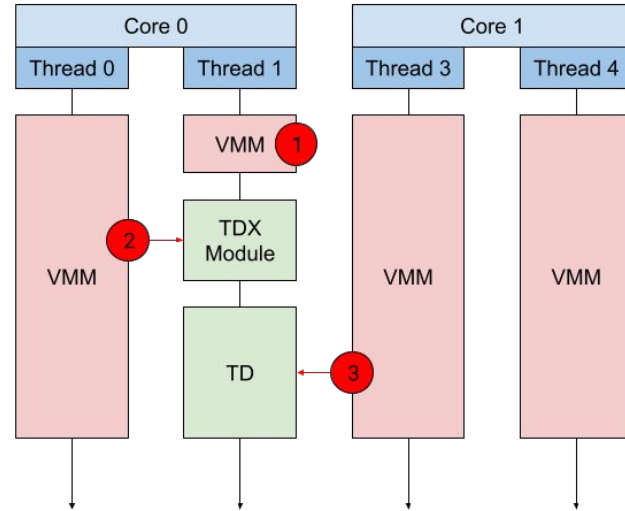 Core 0
Core 1
Thread 0
Thread 1
Thread 3
Thread 4
VMM
1
2
TDX
Module
VMM
VMM
VMM
TD
3